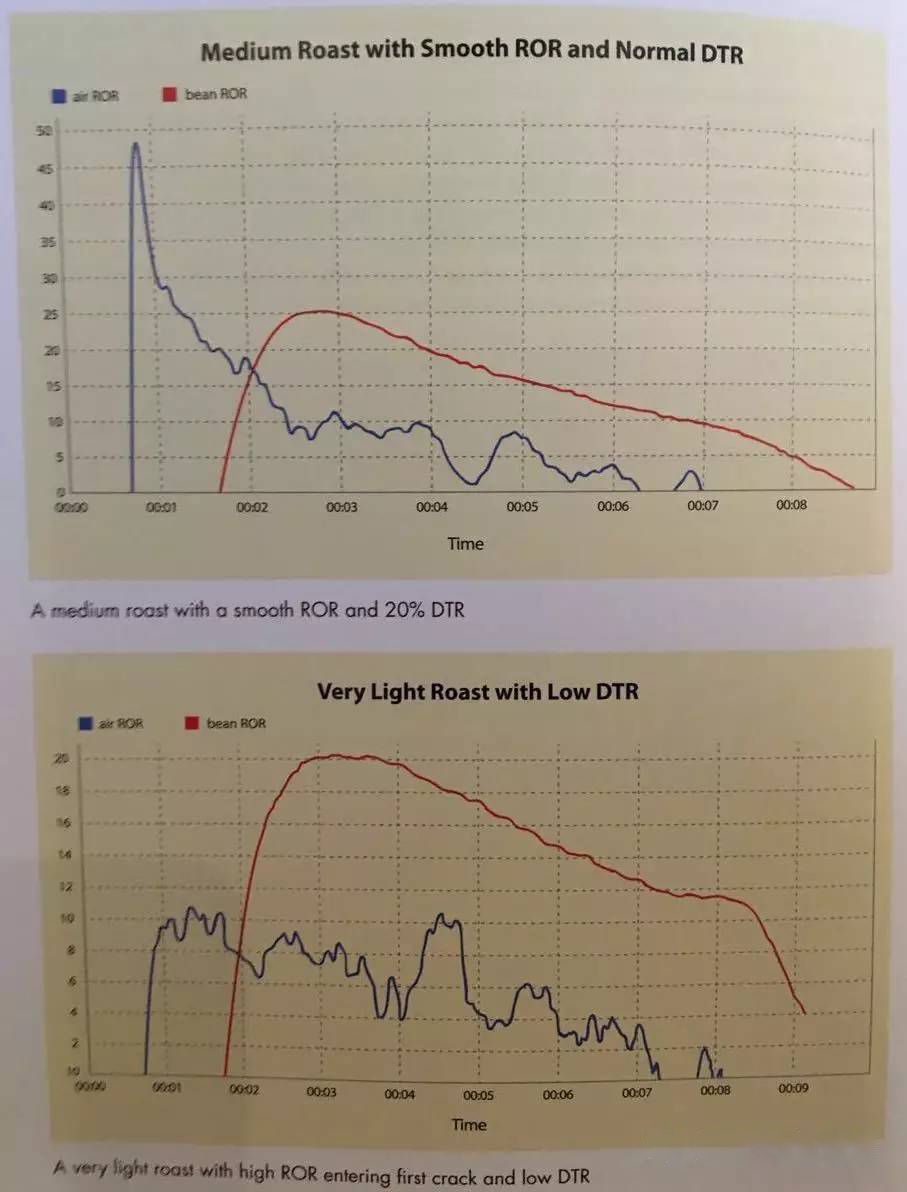 Medium Roast with Smooth ROR and Normal DTR
air ROR bean ROR
50
45
40
35
30
25
20
15
10
5
0
00:00 00:01 00:02 00:03 00:04 00:05 00:06 00:07 00:08
Time
A medium roast with a smooth ROR and 20% DTR
Very Light Roast with Low DTR
air ROR bean ROR
20
18
16
14
12
10
8
6
4
2
10
00:00 00:01 00:02 00:03 00:04 00:05 00:06 00:07 00:08 00:09
Time
A very light roast with high ROR entering first crack and low DTR